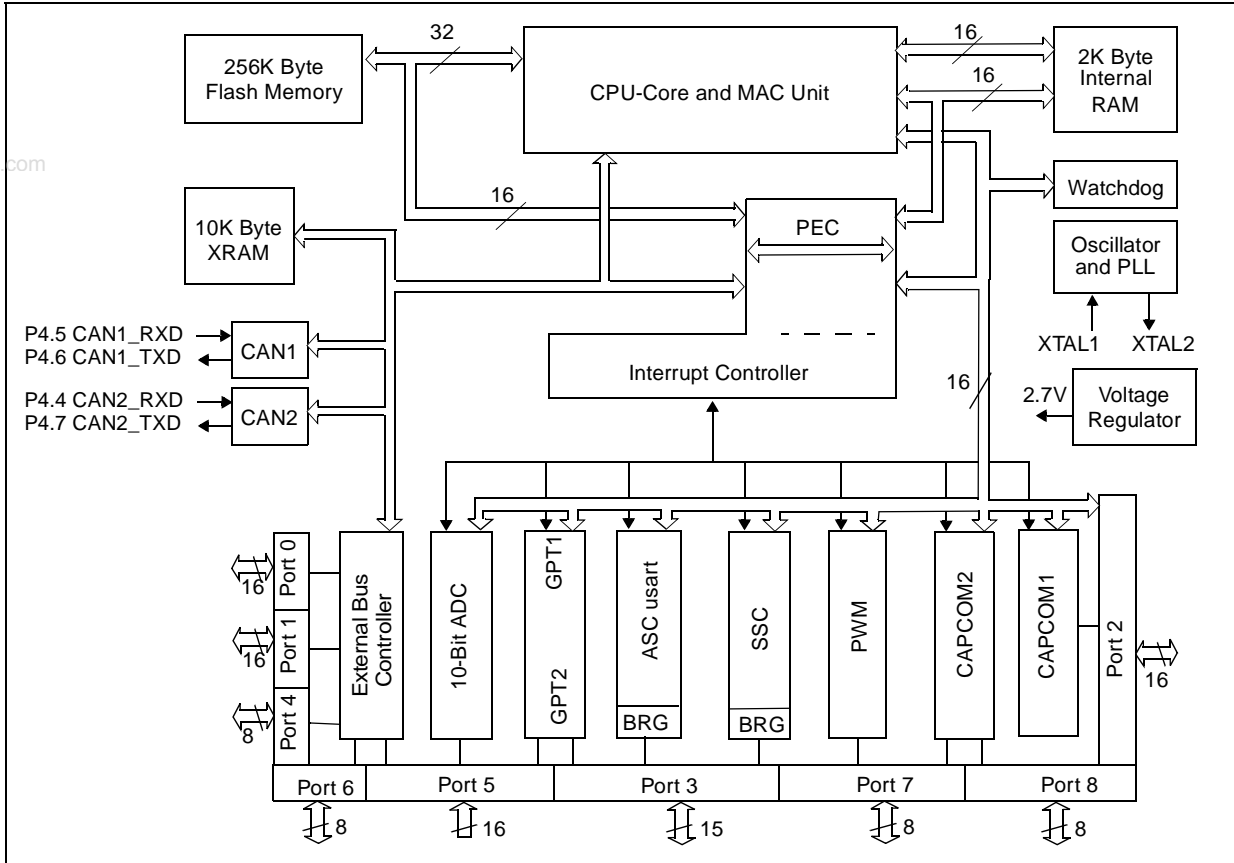 32
16
256K Byte
Flash Memory
CPU-Core and MAC Unit
2K Byte
Internal
RAM
16
.com
16
Watchdog
10K Byte
XRAM
PEC
Oscillator
and PLL
P4.5 CAN1_RXD
P4.6 CAN1_TXD
CAN1
XTAL1
XTAL2
Interrupt Controller
16
P4.4 CAN2_RXD
P4.7 CAN2_TXD
CAN2
2.7V
Voltage
Regulator
Port 0
16
Port 1
16
Port 4
8
External Bus
Controller
10-Bit ADC
GPT1
GPT2
ASC usart
BRG
SSC
BRG
PWM
CAPCOM2
CAPCOM1
Port 2
16
Port 6
Port 5
Port 3
Port 7
Port 8
8
16
15
8
8